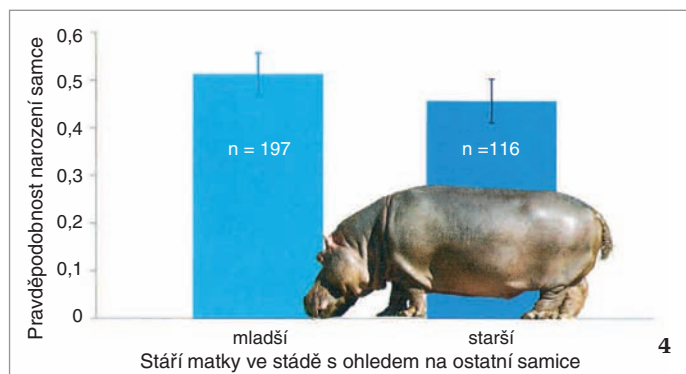 Pravděpodobnost narození samce
0,6
0,5
0,4
0,3
0,2
0,1
0
n = 197
n =116
mladší
starší
Stáří matky ve stádě s ohledem na ostatní samice
4